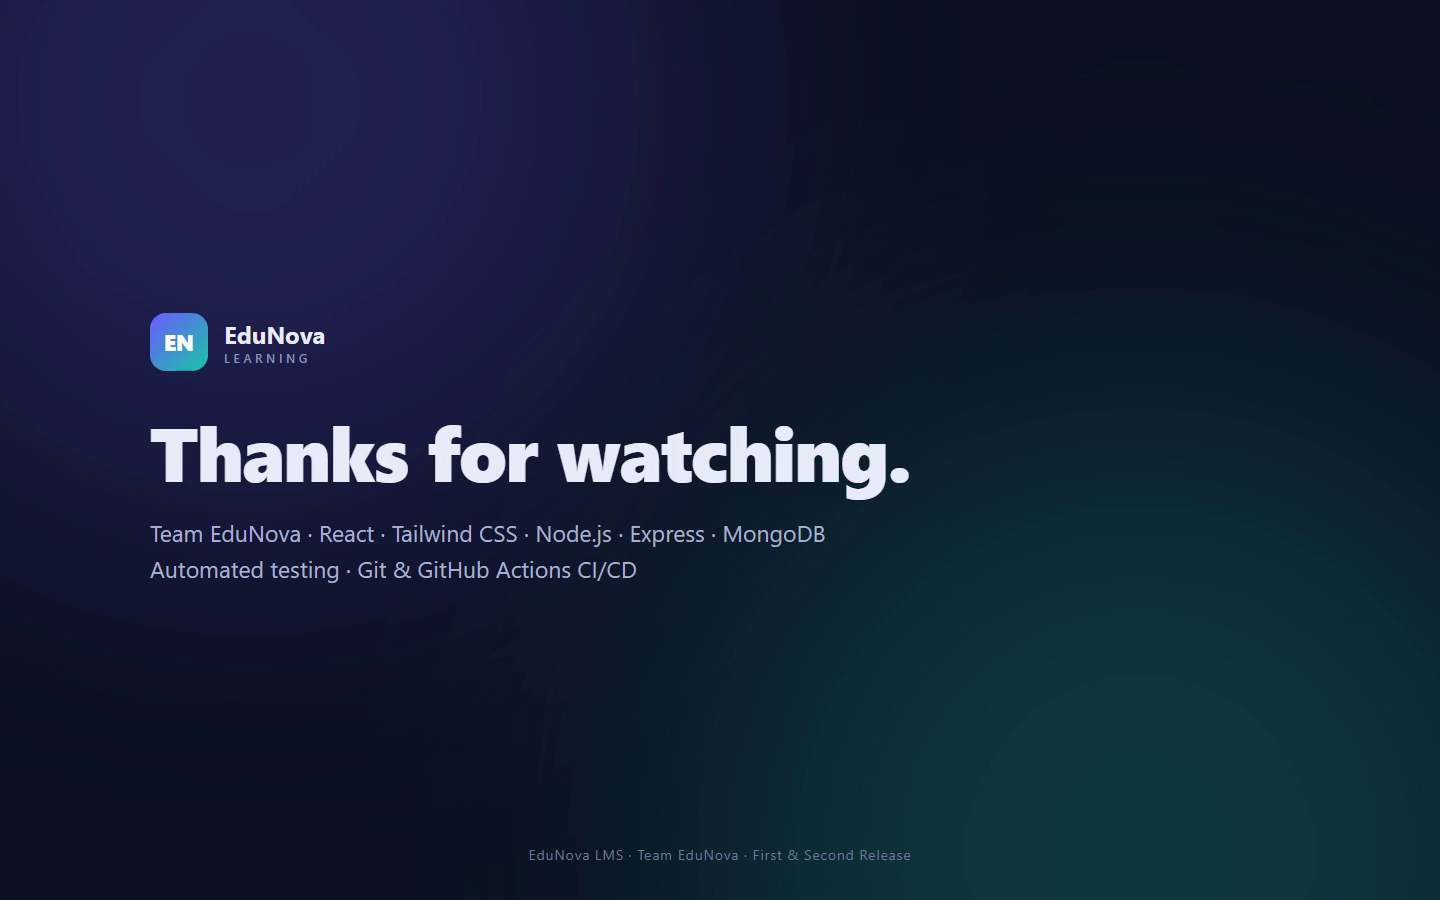 EN
EduNova
LEARNING
Thanks for watching.
Team EduNova · React · Tailwind CSS · Node.js · Express · MongoDB
Automated testing · Git & GitHub Actions CI/CD
EduNova LMS · Team EduNova · First & Second Release